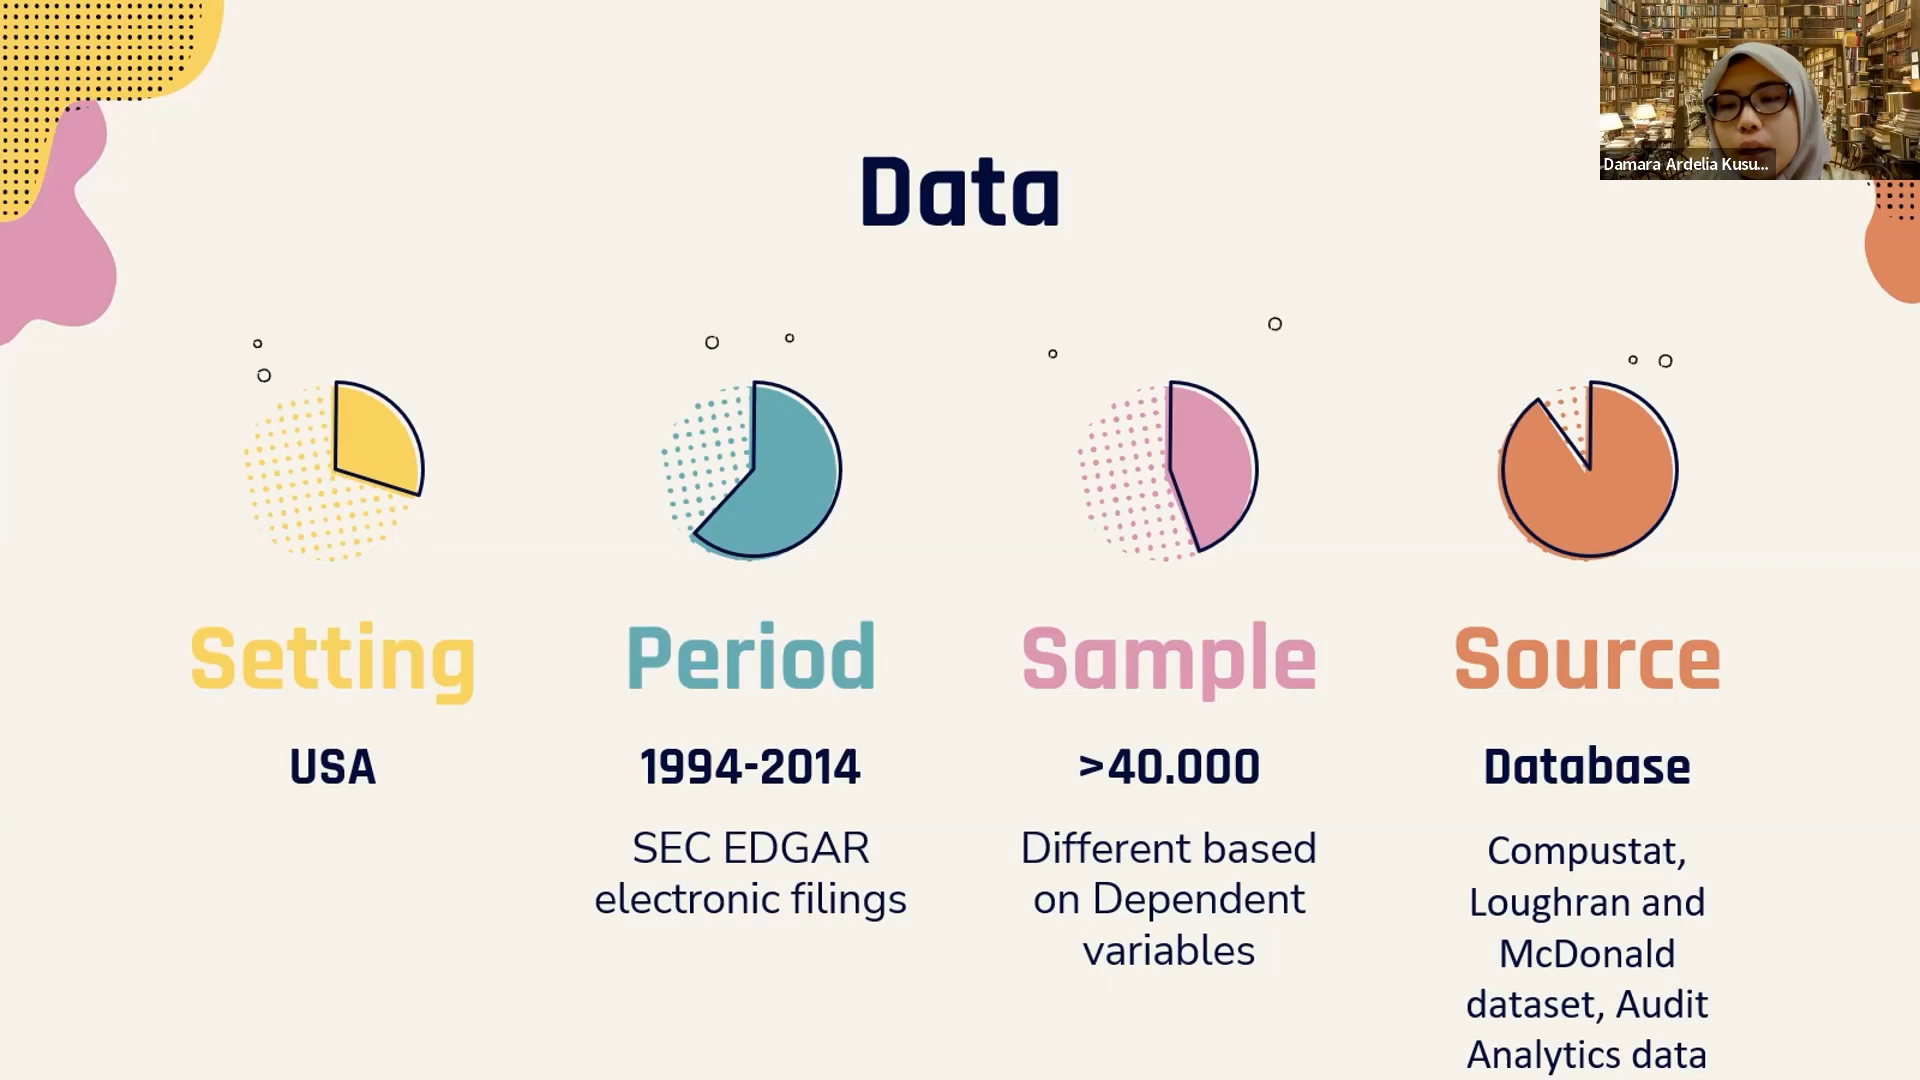 Damara Ardelia Kusu...
Data
Setting
USA
Period
1994-2014
SEC EDGAR
electronic filings
Sample
>40.000
Different based
on Dependent
variables
Source
Database
Compustat,
Loughran and
McDonald
dataset, Audit
Analytics data